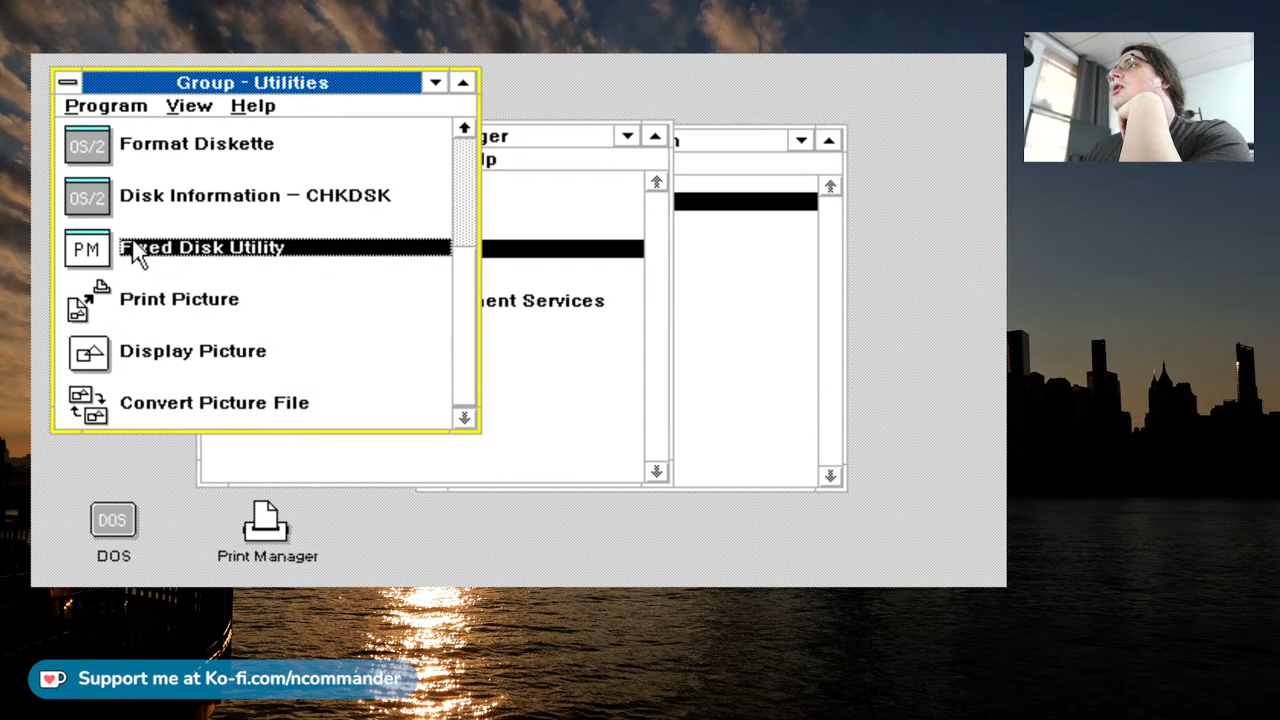 Group - Utilities
Program View Help
OS/2 Format Diskette
OS/2 Disk Information – CHKDSK
PM Fixed Disk Utility
Print Picture
Display Picture
Convert Picture File
ger
lp
ent Services
n
DOS
DOS
Print Manager
Support me at Ko-fi.com/ncommander